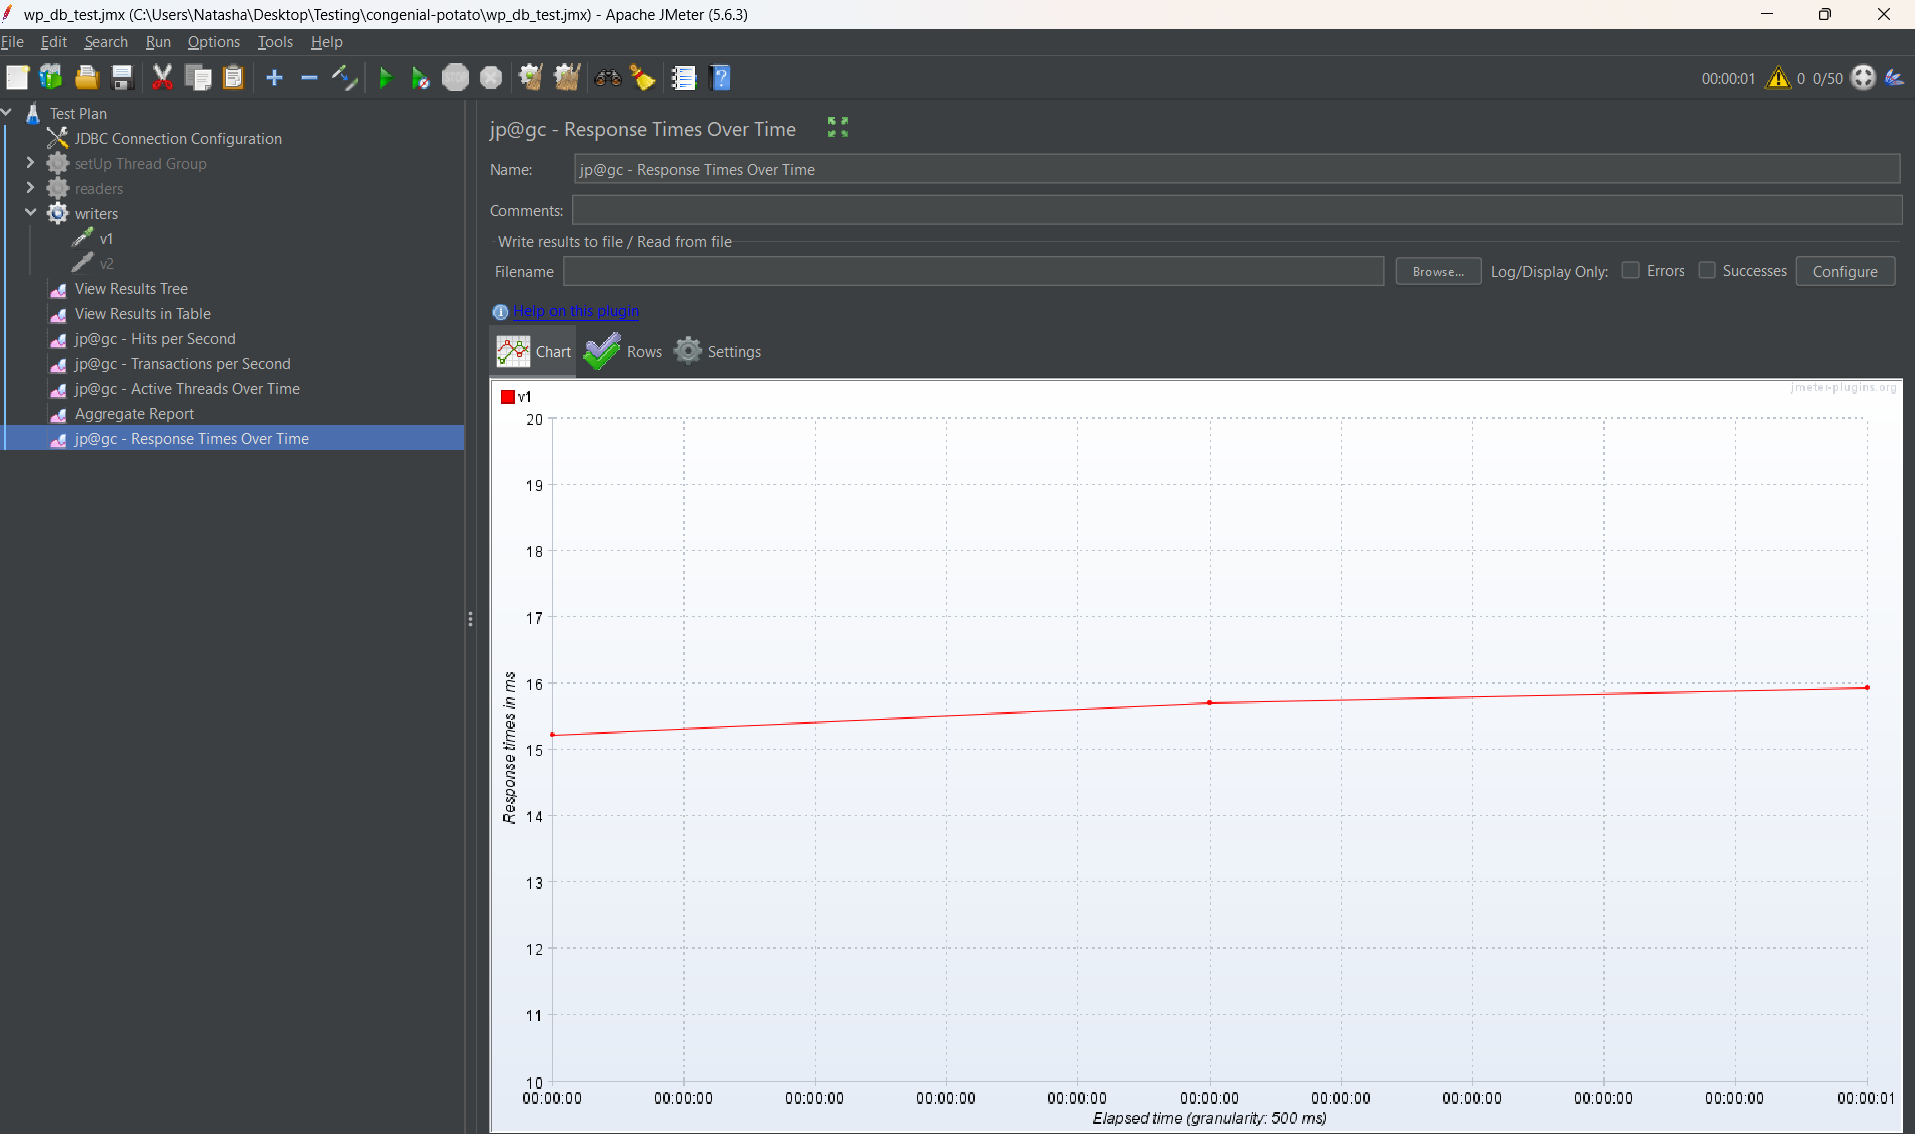 wp_db_test.jmx (C:\Users\Natasha\Desktop\Testing\congenial-potato\wp_db_test.jmx) - Apache JMeter (5.6.3)
File Edit Search Run Options Tools Help
00:00:01 0 0/50
Test Plan
JDBC Connection Configuration
setUp Thread Group
readers
writers
v1
v2
View Results Tree
View Results in Table
jp@gc - Hits per Second
jp@gc - Transactions per Second
jp@gc - Active Threads Over Time
Aggregate Report
jp@gc - Response Times Over Time
jp@gc - Response Times Over Time
Name: jp@gc - Response Times Over Time
Comments:
Write results to file / Read from file
Filename Browse... Log/Display Only: Errors Successes Configure
Help on this plugin
Chart Rows Settings
jmeter-plugins.org
v1
20
19
18
17
16
15
14
13
12
11
10
Response times in ms
00:00:00 00:00:00 00:00:00 00:00:00 00:00:00 00:00:00 00:00:00 00:00:00 00:00:00 00:00:00 00:00:01
Elapsed time (granularity: 500 ms)